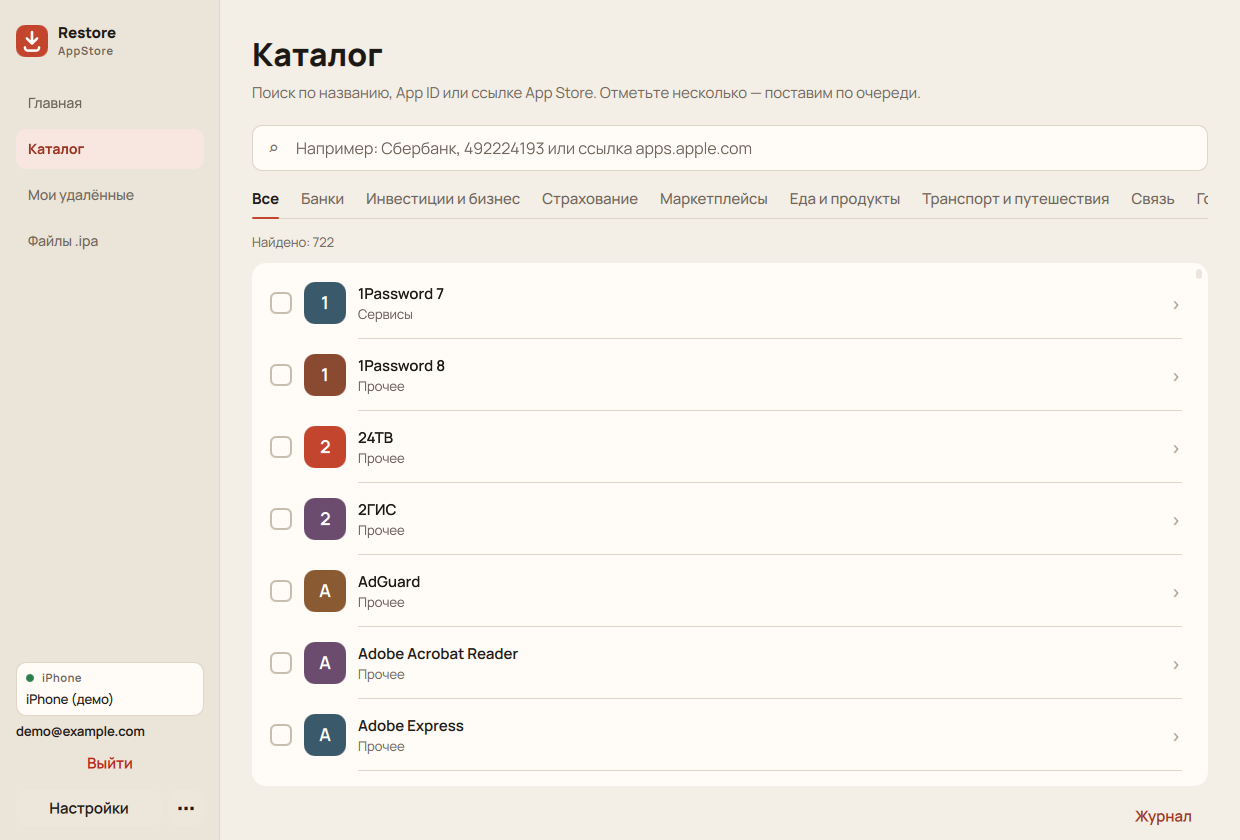 Restore
AppStore
Главная
Каталог
Мои удалённые
Файлы .ipa
iPhone
iPhone (демо)
demo@example.com
Выйти
Настройки
Каталог
Поиск по названию, App ID или ссылке App Store. Отметьте несколько — поставим по очереди.
Например: Сбербанк, 492224193 или ссылка apps.apple.com
Все Банки Инвестиции и бизнес Страхование Маркетплейсы Еда и продукты Транспорт и путешествия Связь
Найдено: 722
1
1Password 7
Сервисы
1
1Password 8
Прочее
2
24ТВ
Прочее
2
2ГИС
Прочее
A
AdGuard
Прочее
A
Adobe Acrobat Reader
Прочее
A
Adobe Express
Прочее
Журнал